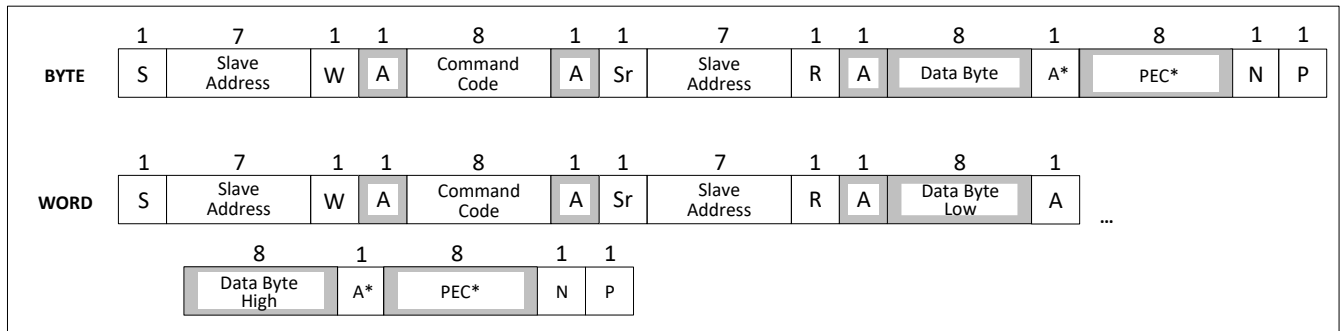 1 7 1 1 8 1 1 7 1 1 8 1 8 1 1
BYTE S Slave Address W A Command Code A Sr Slave Address R A Data Byte A* PEC* N P
1 7 1 1 8 1 1 7 1 1 8 1
WORD S Slave Address W A Command Code A Sr Slave Address R A Data Byte Low A ...
8 1 8 1 1
Data Byte High A* PEC* N P